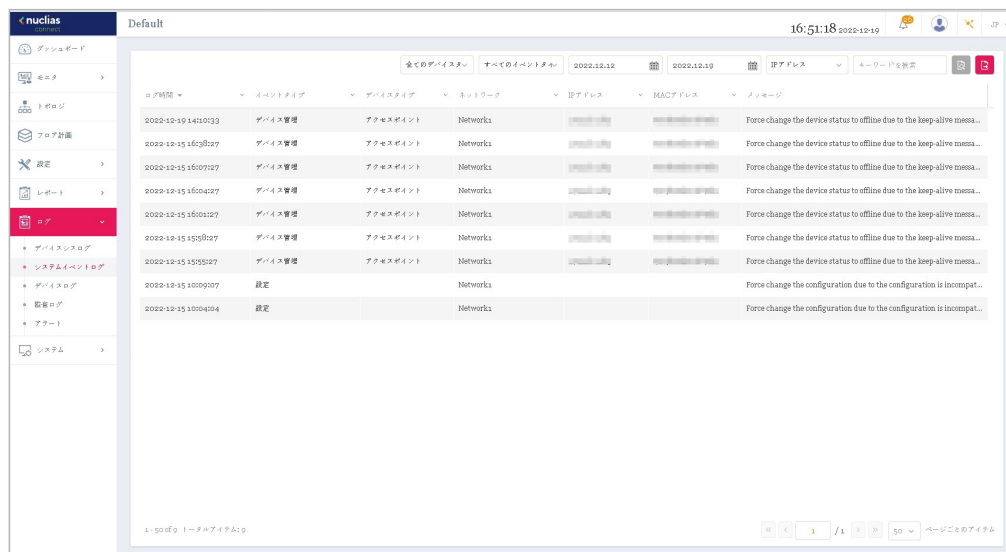 nuclias
connect
Default
16:51:18 2022-12-19
JP
ダッシュボード
モニタ
トポロジ
フロア計画
設定
レポート
ログ
デバイスシスログ
システムイベントログ
デバイスログ
監査ログ
アラート
システム
全てのデバイスタ すべてのイベントタイ 2022.12.12 2022.12.19 IPアドレス キーワードを検索
ログ時間 イベントタイプ デバイスタイプ ネットワーク IPアドレス MACアドレス メッセージ
2022-12-19 14:10:33 デバイス管理 アクセスポイント Network1 Force change the device status to offline due to the keep-alive messa...
2022-12-15 16:38:27 デバイス管理 アクセスポイント Network1 Force change the device status to offline due to the keep-alive messa...
2022-12-15 16:07:27 デバイス管理 アクセスポイント Network1 Force change the device status to offline due to the keep-alive messa...
2022-12-15 16:04:27 デバイス管理 アクセスポイント Network1 Force change the device status to offline due to the keep-alive messa...
2022-12-15 16:01:27 デバイス管理 アクセスポイント Network1 Force change the device status to offline due to the keep-alive messa...
2022-12-15 15:58:27 デバイス管理 アクセスポイント Network1 Force change the device status to offline due to the keep-alive messa...
2022-12-15 15:55:27 デバイス管理 アクセスポイント Network1 Force change the device status to offline due to the keep-alive messa...
2022-12-15 10:09:07 設定 Network1 Force change the configuration due to the configuration is incompat...
2022-12-15 10:04:04 設定 Network1 Force change the configuration due to the configuration is incompat...
1 - 50 of 9 トータルアイテム: 9
1 / 1 50 ページごとのアイテム